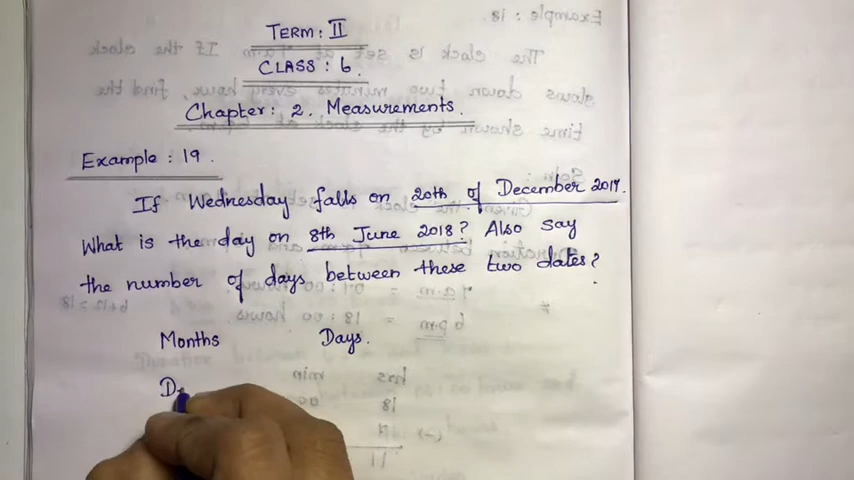 TERM: II
CLASS: 6.
Chapter: 2. Measurements.
Example: 19.
If Wednesday falls on 20th of December 2017.
What is the day on 8th June 2018? Also say
the number of days between these two dates?
Months Days.